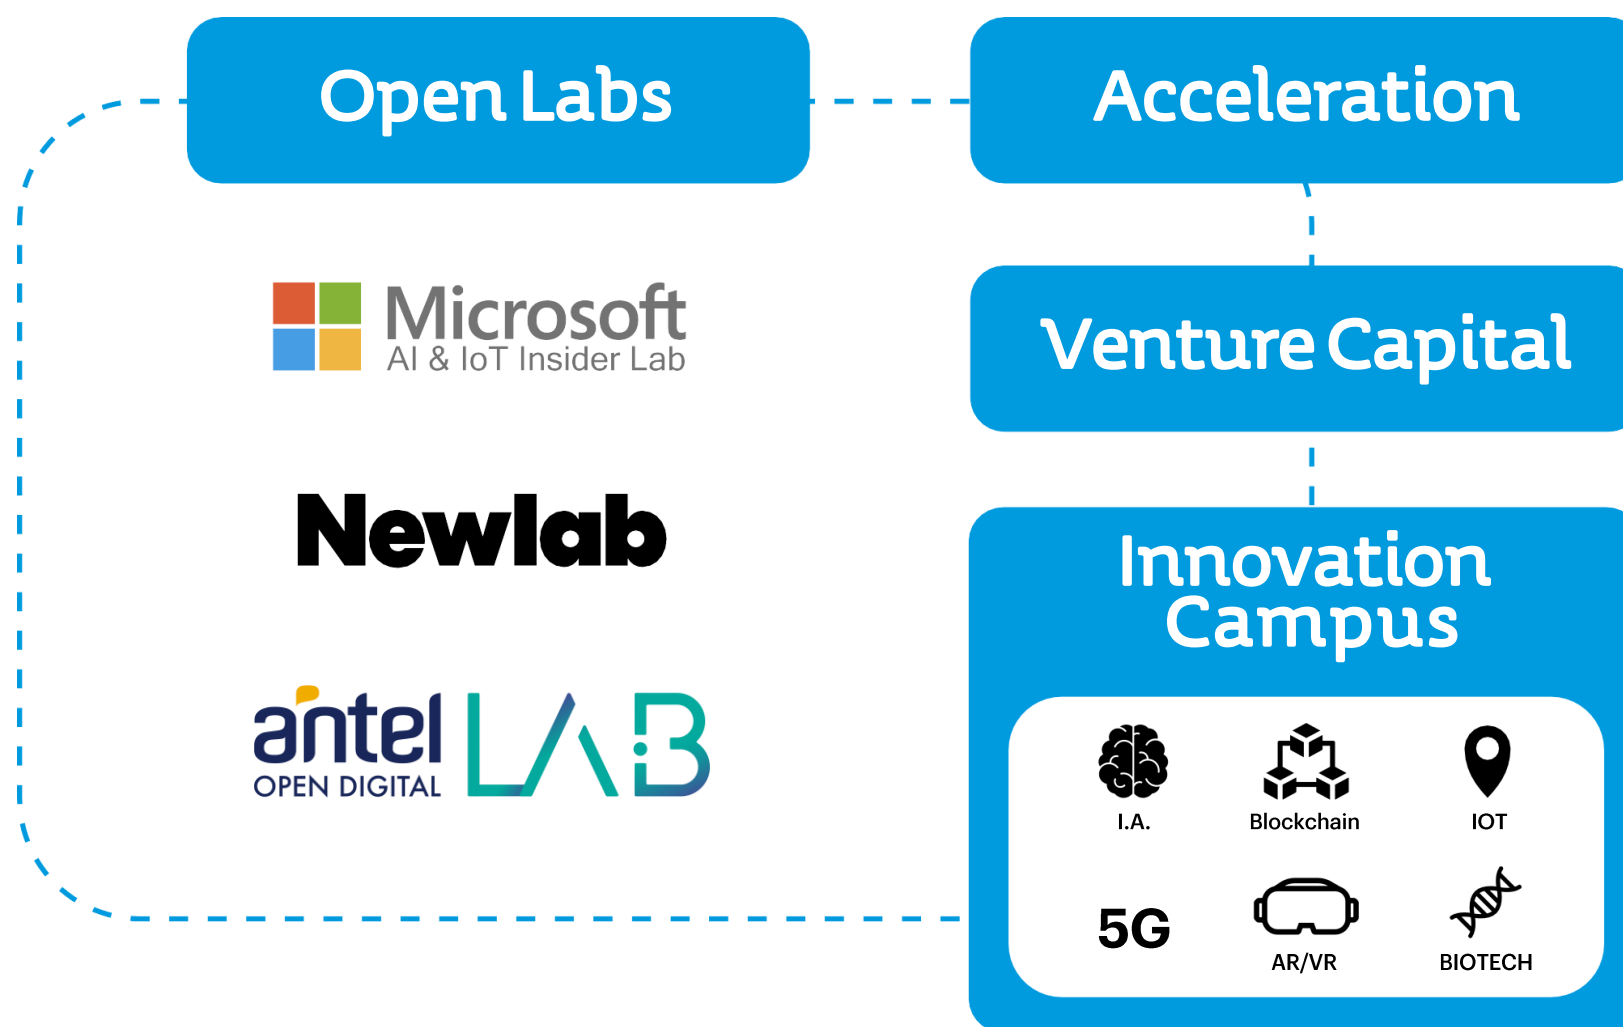 Open Labs
Acceleration
Microsoft
AI & IoT Insider Lab
Venture Capital
Newlab
Innovation
Campus
antel
OPEN DIGITAL
LAB
I.A.
Blockchain
IOT
5G
AR/VR
BIOTECH